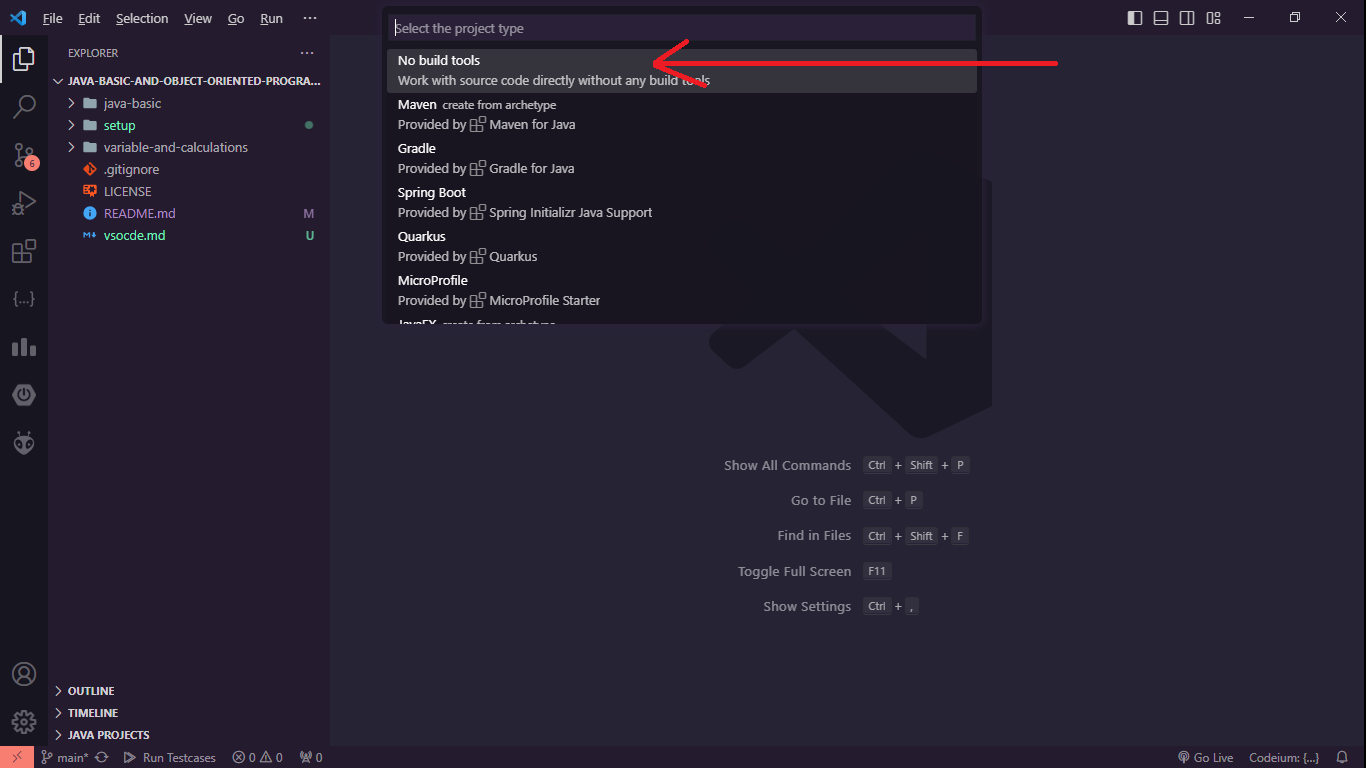 File Edit Selection View Go Run ···
Select the project type
No build tools
Work with source code directly without any build tools
Maven create from archetype
Provided by Maven for Java
Gradle
Provided by Gradle for Java
Spring Boot
Provided by Spring Initializr Java Support
Quarkus
Provided by Quarkus
MicroProfile
Provided by MicroProfile Starter
JavaFX create from archetype
EXPLORER ···
JAVA-BASIC-AND-OBJECT-ORIENTED-PROGRA...
java-basic
setup
variable-and-calculations
.gitignore
LICENSE
README.md M
vsocde.md U
6
{...}
Show All Commands Ctrl + Shift + P
Go to File Ctrl + P
Find in Files Ctrl + Shift + F
Toggle Full Screen F11
Show Settings Ctrl + ,
OUTLINE
TIMELINE
JAVA PROJECTS
main* Run Testcases 0 0 0 Go Live Codeium: {...}